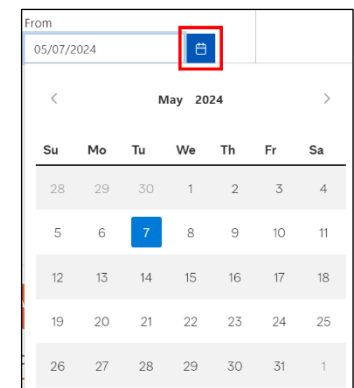 From
05/07/2024
< May 2024 >
Su Mo Tu We Th Fr Sa
28 29 30 1 2 3 4
5 6 7 8 9 10 11
12 13 14 15 16 17 18
19 20 21 22 23 24 25
26 27 28 29 30 31 1